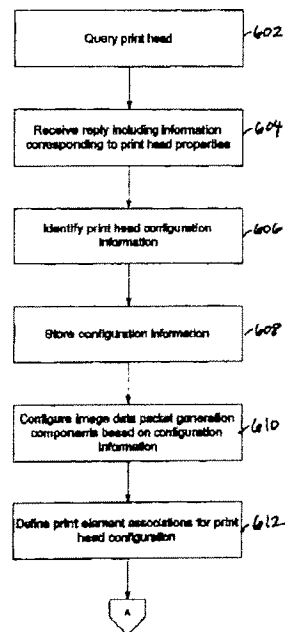 Query print head
602
Receive reply including information
corresponding to print head properties
604
Identify print head configuration
information
606
Store configuration information
608
Configure image data packet generation
components based on configuration
information
610
Define print element associations for print
head configuration
612
A